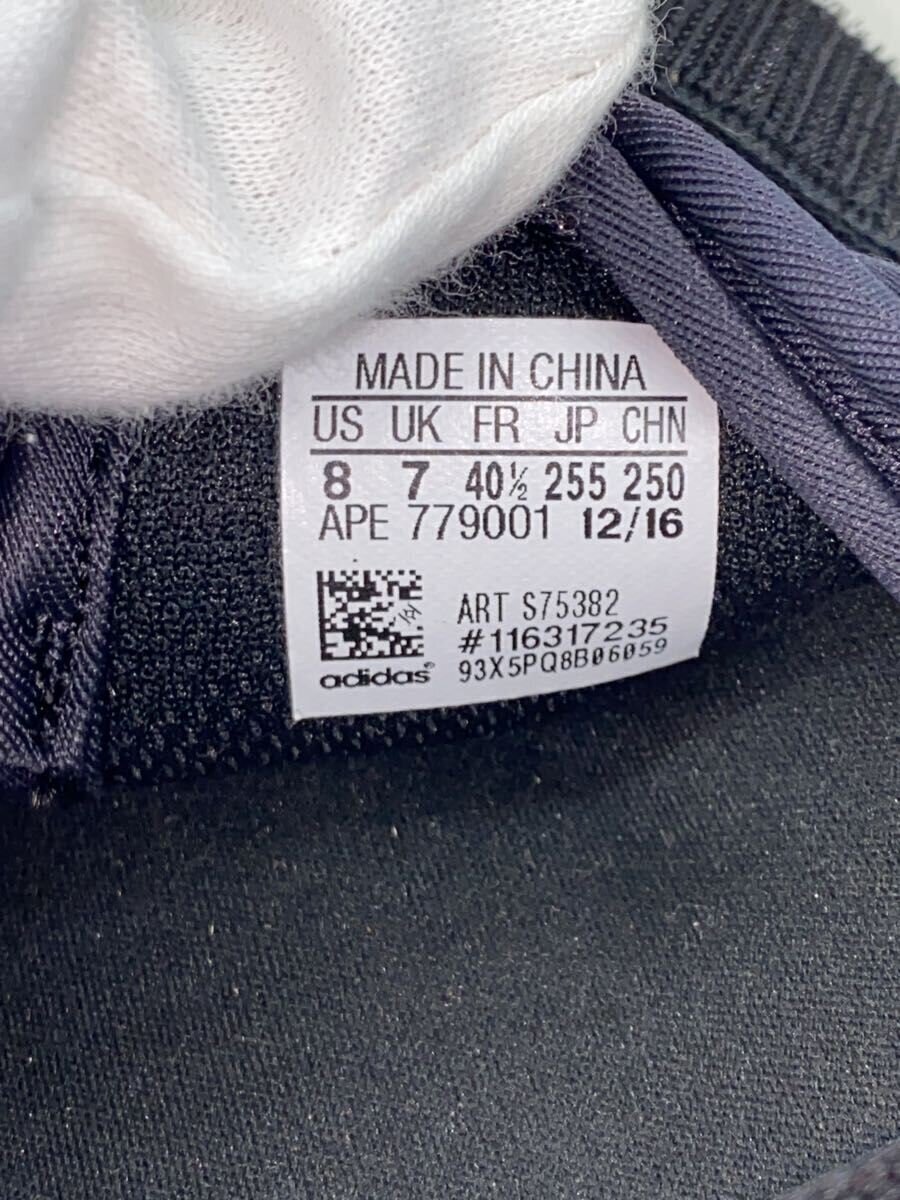 MADE IN CHINA
US UK FR JP CHN
8 7 40½ 255 250
APE 779001 12/16
ART S75382
#116317235
93X5PQ8B06059
adidas®